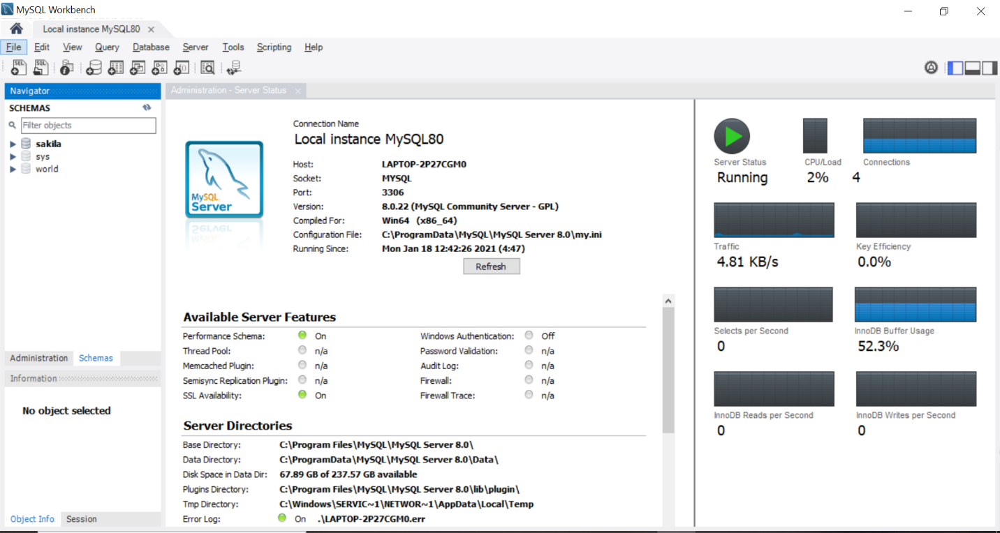 MySQL Workbench
Local instance MySQL80
File Edit View Query Database Server Tools Scripting Help
Navigator
SCHEMAS
Filter objects
sakila
sys
world
Administration Schemas
Information
No object selected
Object Info Session
Administration - Server Status
MySQL Server
Connection Name
Local instance MySQL80
Host: LAPTOP-2P27CGM0
Socket: MYSQL
Port: 3306
Version: 8.0.22 (MySQL Community Server - GPL)
Compiled For: Win64 (x86_64)
Configuration File: C:\ProgramData\MySQL\MySQL Server 8.0\my.ini
Running Since: Mon Jan 18 12:42:26 2021 (4:47)
Refresh
Available Server Features
Performance Schema: On Windows Authentication: Off
Thread Pool: n/a Password Validation: n/a
Memcached Plugin: n/a Audit Log: n/a
Semisync Replication Plugin: n/a Firewall: n/a
SSL Availability: On Firewall Trace: n/a
Server Directories
Base Directory: C:\Program Files\MySQL\MySQL Server 8.0\
Data Directory: C:\ProgramData\MySQL\MySQL Server 8.0\Data\
Disk Space in Data Dir: 67.89 GB of 237.57 GB available
Plugins Directory: C:\Program Files\MySQL\MySQL Server 8.0\lib\plugin\
Tmp Directory: C:\Windows\SERVIC~1\NETWOR~1\AppData\Local\Temp
Error Log: On .\LAPTOP-2P27CGM0.err
Server Status CPU/Load Connections
Running 2% 4
Traffic Key Efficiency
4.81 KB/s 0.0%
Selects per Second InnoDB Buffer Usage
0 52.3%
InnoDB Reads per Second InnoDB Writes per Second
0 0